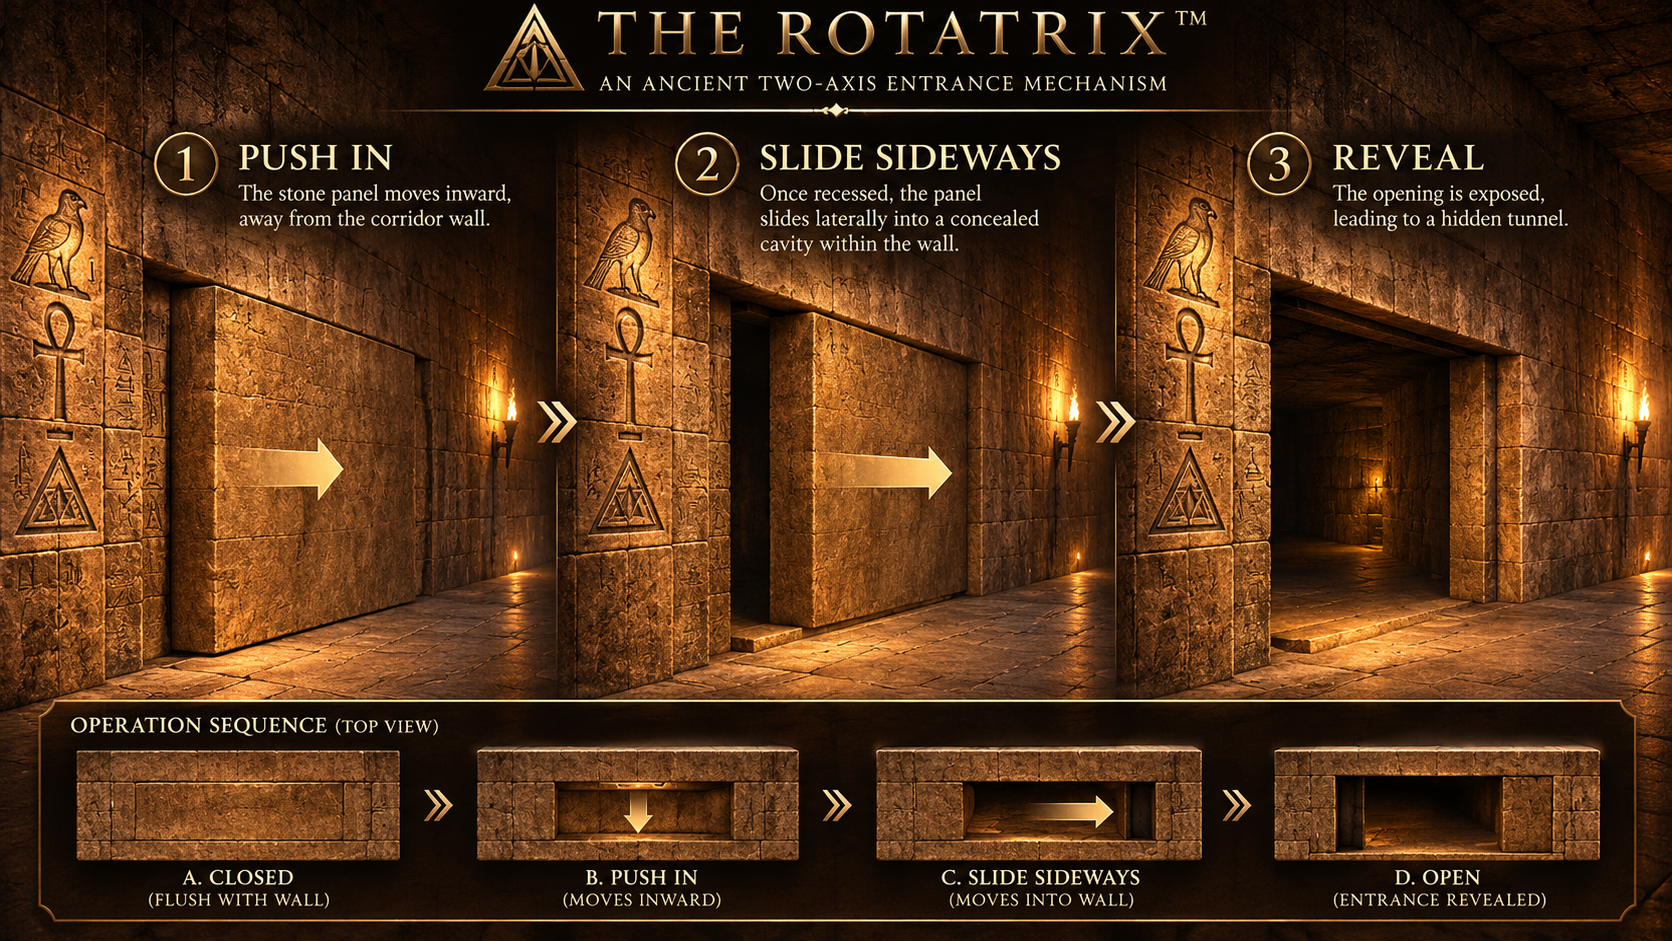 THE ROTATRIX™
AN ANCIENT TWO-AXIS ENTRANCE MECHANISM
1 PUSH IN
The stone panel moves inward,
away from the corridor wall.
2 SLIDE SIDEWAYS
Once recessed, the panel
slides laterally into a concealed
cavity within the wall.
3 REVEAL
The opening is exposed,
leading to a hidden tunnel.
OPERATION SEQUENCE (TOP VIEW)
A. CLOSED
(FLUSH WITH WALL)
B. PUSH IN
(MOVES INWARD)
C. SLIDE SIDEWAYS
(MOVES INTO WALL)
D. OPEN
(ENTRANCE REVEALED)